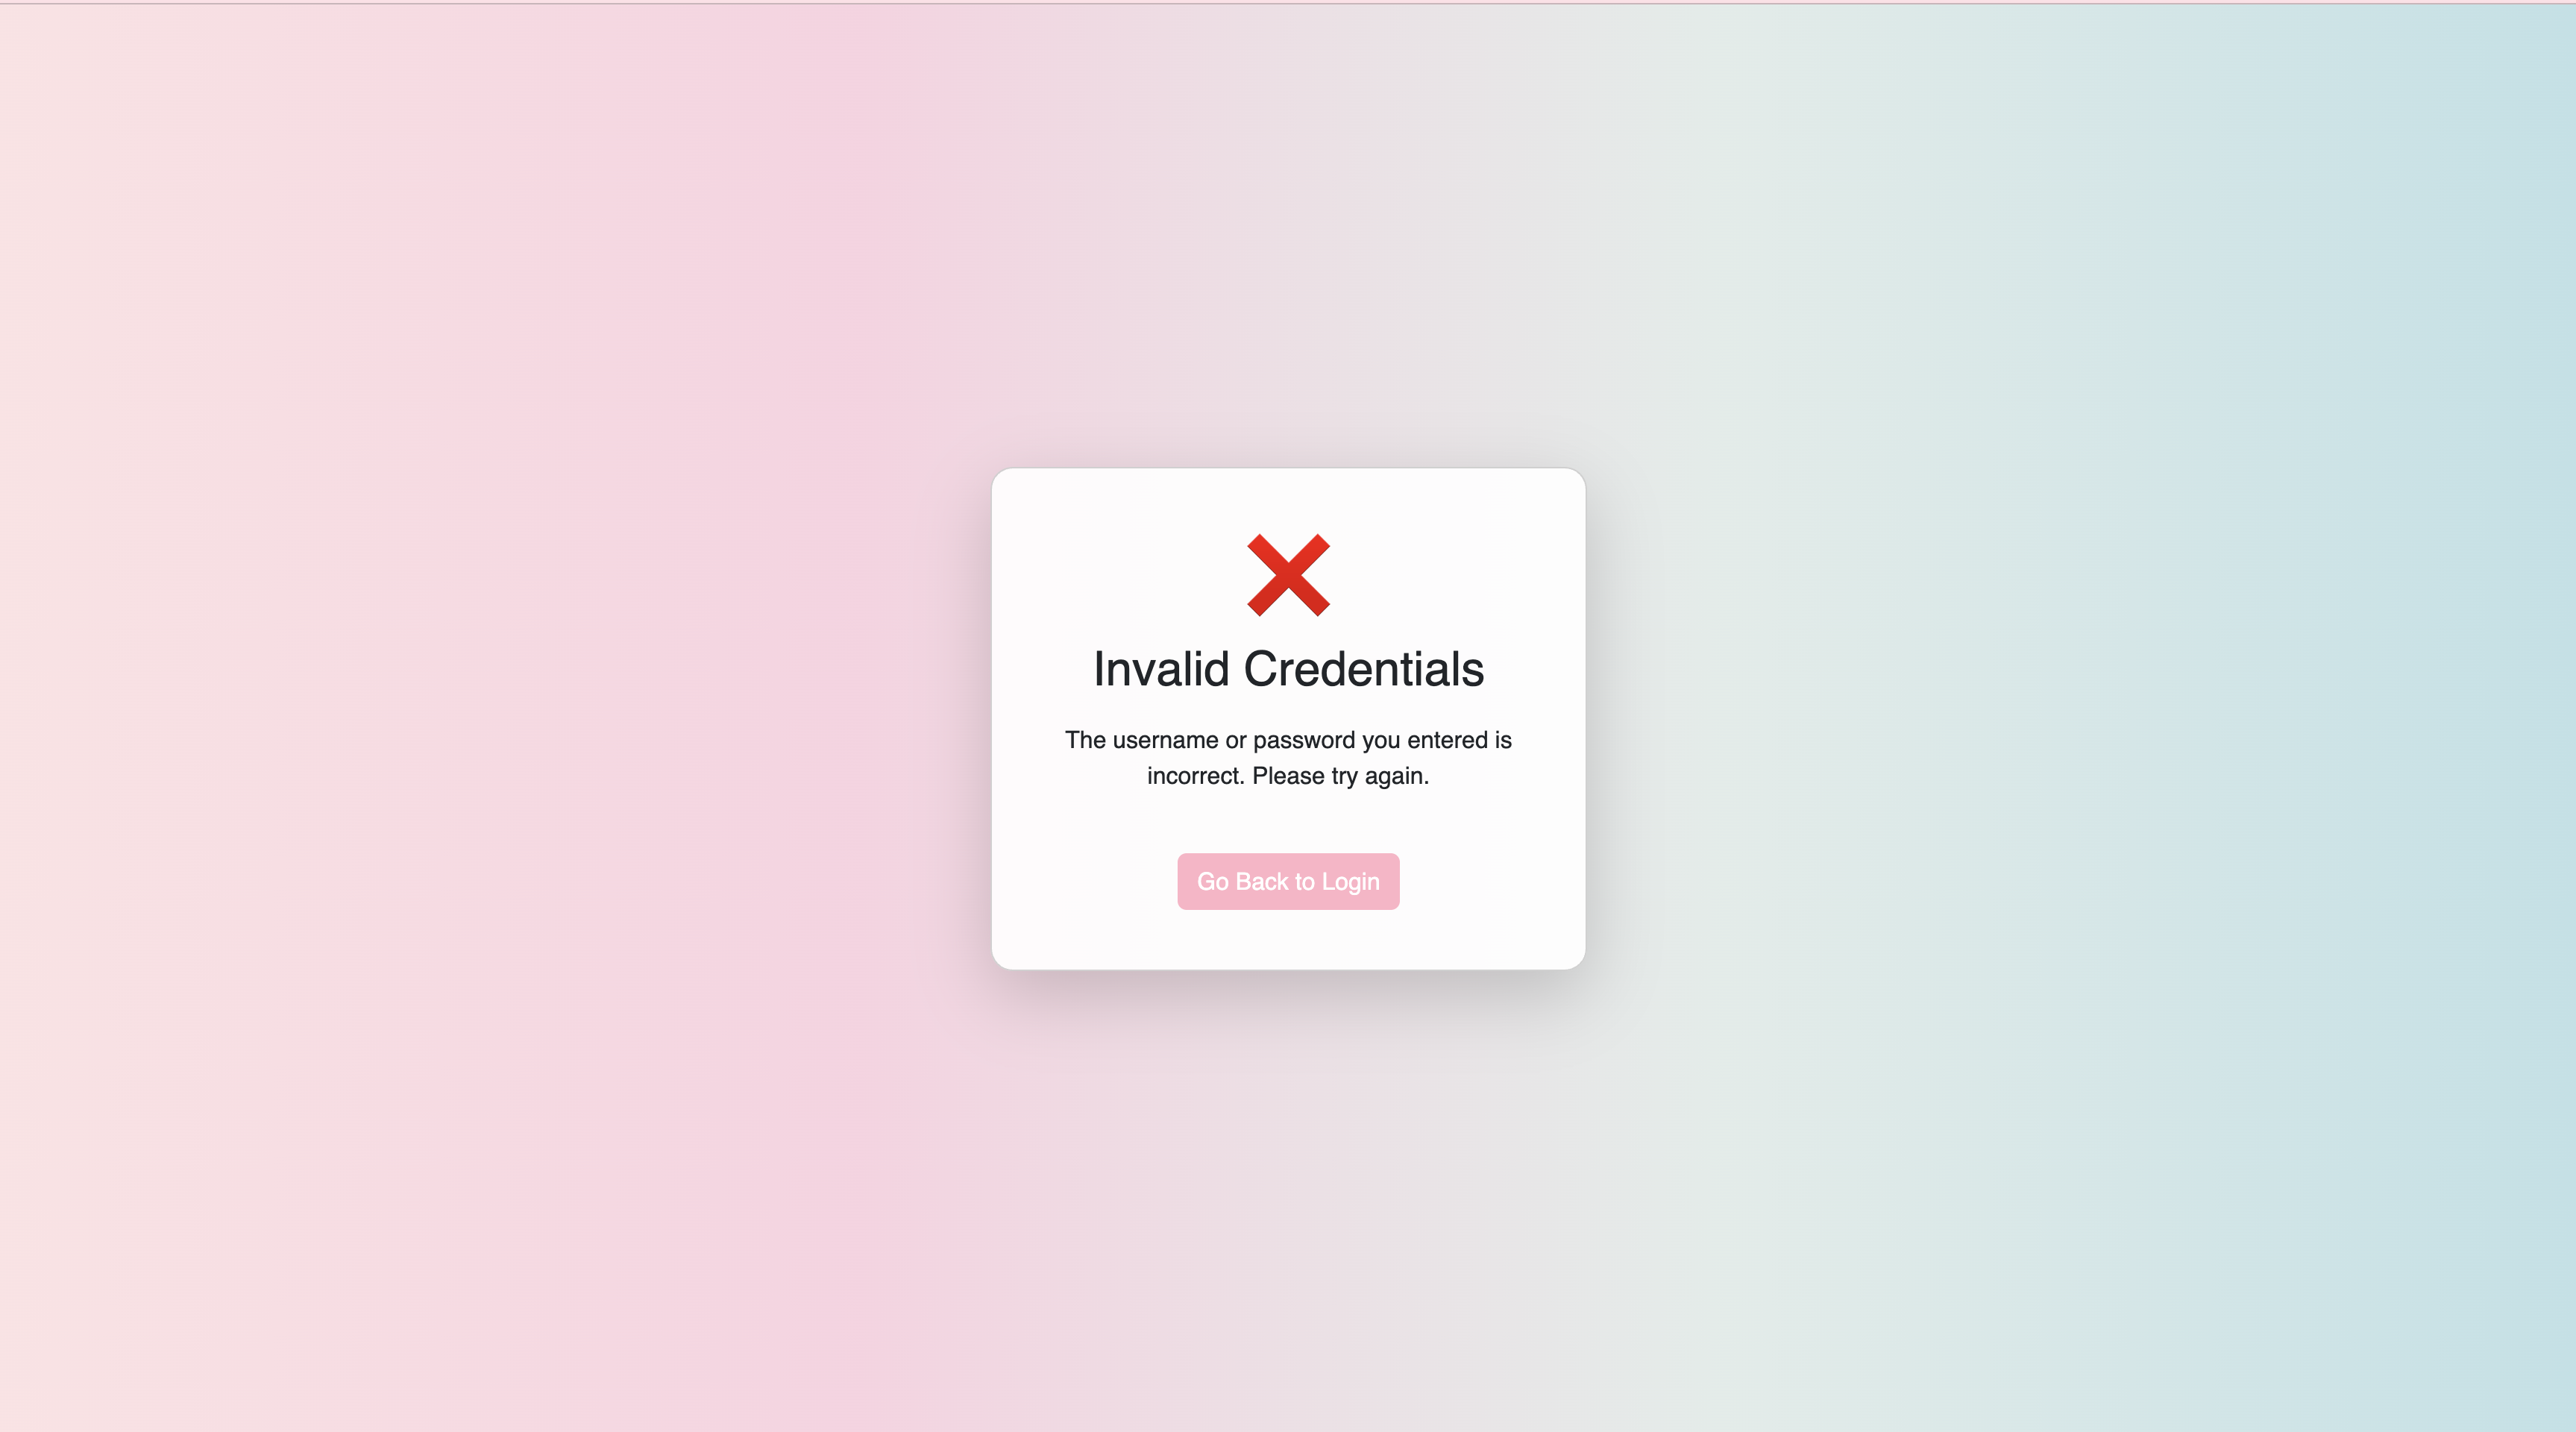 Invalid Credentials
The username or password you entered is
incorrect. Please try again.
Go Back to Login